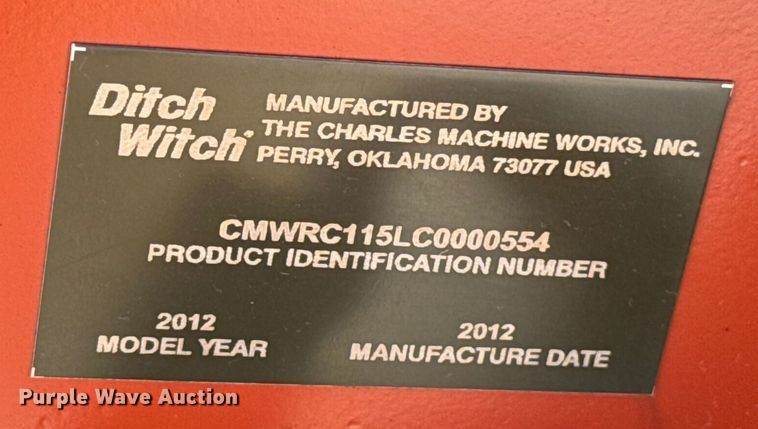 Ditch Witch®
MANUFACTURED BY
THE CHARLES MACHINE WORKS, INC.
PERRY, OKLAHOMA 73077 USA
CMWRC115LC0000554
PRODUCT IDENTIFICATION NUMBER
2012
MODEL YEAR
2012
MANUFACTURE DATE
Purple Wave Auction